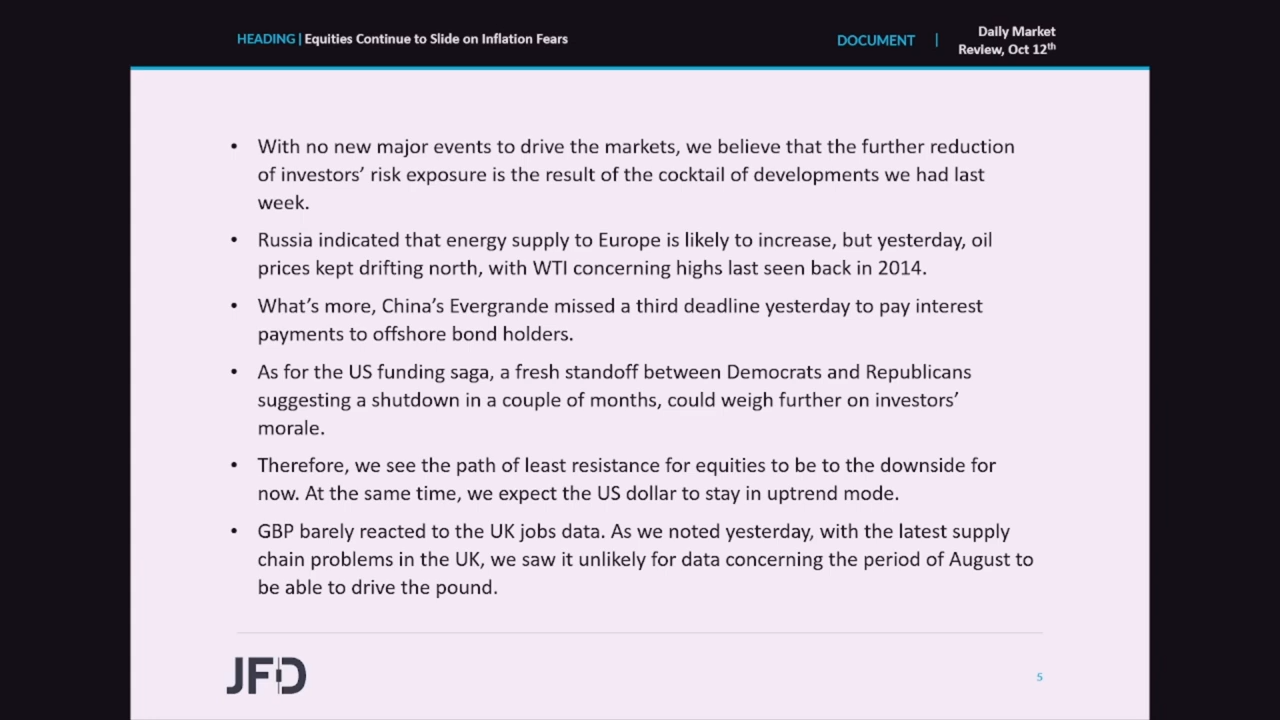 HEADING | Equities Continue to Slide on Inflation Fears
DOCUMENT | Daily Market
Review, Oct 12th
• With no new major events to drive the markets, we believe that the further reduction
of investors’ risk exposure is the result of the cocktail of developments we had last
week.
• Russia indicated that energy supply to Europe is likely to increase, but yesterday, oil
prices kept drifting north, with WTI concerning highs last seen back in 2014.
• What’s more, China’s Evergrande missed a third deadline yesterday to pay interest
payments to offshore bond holders.
• As for the US funding saga, a fresh standoff between Democrats and Republicans
suggesting a shutdown in a couple of months, could weigh further on investors’
morale.
• Therefore, we see the path of least resistance for equities to be to the downside for
now. At the same time, we expect the US dollar to stay in uptrend mode.
• GBP barely reacted to the UK jobs data. As we noted yesterday, with the latest supply
chain problems in the UK, we saw it unlikely for data concerning the period of August to
be able to drive the pound.
JFD
5